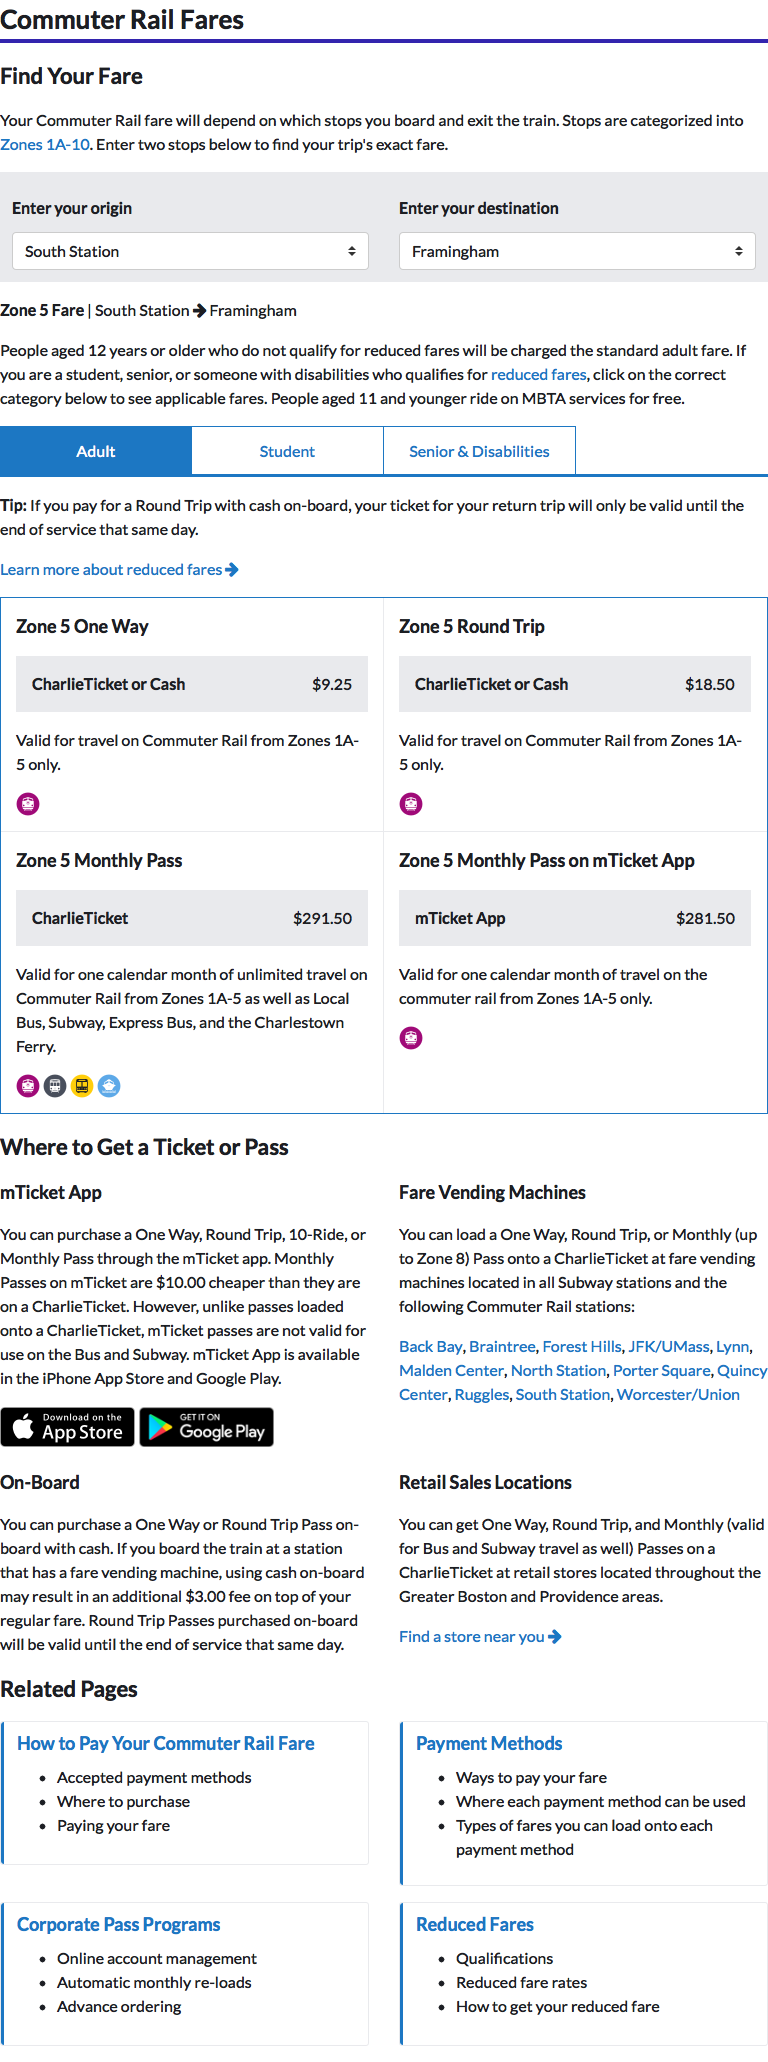 Commuter Rail Fares
Find Your Fare
Your Commuter Rail fare will depend on which stops you board and exit the train. Stops are categorized into
Zones 1A-10. Enter two stops below to find your trip's exact fare.
Enter your origin
South Station
Enter your destination
Framingham
Zone 5 Fare | South Station → Framingham
People aged 12 years or older who do not qualify for reduced fares will be charged the standard adult fare. If
you are a student, senior, or someone with disabilities who qualifies for reduced fares, click on the correct
category below to see applicable fares. People aged 11 and younger ride on MBTA services for free.
Adult
Student
Senior & Disabilities
Tip: If you pay for a Round Trip with cash on-board, your ticket for your return trip will only be valid until the
end of service that same day.
Learn more about reduced fares →
Zone 5 One Way
CharlieTicket or Cash $9.25
Valid for travel on Commuter Rail from Zones 1A-
5 only.
Zone 5 Round Trip
CharlieTicket or Cash $18.50
Valid for travel on Commuter Rail from Zones 1A-
5 only.
Zone 5 Monthly Pass
CharlieTicket $291.50
Valid for one calendar month of unlimited travel on
Commuter Rail from Zones 1A-5 as well as Local
Bus, Subway, Express Bus, and the Charlestown
Ferry.
Zone 5 Monthly Pass on mTicket App
mTicket App $281.50
Valid for one calendar month of travel on the
commuter rail from Zones 1A-5 only.
Where to Get a Ticket or Pass
mTicket App
You can purchase a One Way, Round Trip, 10-Ride, or
Monthly Pass through the mTicket app. Monthly
Passes on mTicket are $10.00 cheaper than they are
on a CharlieTicket. However, unlike passes loaded
onto a CharlieTicket, mTicket passes are not valid for
use on the Bus and Subway. mTicket App is available
in the iPhone App Store and Google Play.
Download on the
App Store
GET IT ON
Google Play
Fare Vending Machines
You can load a One Way, Round Trip, or Monthly (up
to Zone 8) Pass onto a CharlieTicket at fare vending
machines located in all Subway stations and the
following Commuter Rail stations:
Back Bay, Braintree, Forest Hills, JFK/UMass, Lynn,
Malden Center, North Station, Porter Square, Quincy
Center, Ruggles, South Station, Worcester/Union
On-Board
You can purchase a One Way or Round Trip Pass on-
board with cash. If you board the train at a station
that has a fare vending machine, using cash on-board
may result in an additional $3.00 fee on top of your
regular fare. Round Trip Passes purchased on-board
will be valid until the end of service that same day.
Retail Sales Locations
You can get One Way, Round Trip, and Monthly (valid
for Bus and Subway travel as well) Passes on a
CharlieTicket at retail stores located throughout the
Greater Boston and Providence areas.
Find a store near you →
Related Pages
How to Pay Your Commuter Rail Fare
• Accepted payment methods
• Where to purchase
• Paying your fare
Payment Methods
• Ways to pay your fare
• Where each payment method can be used
• Types of fares you can load onto each
payment method
Corporate Pass Programs
• Online account management
• Automatic monthly re-loads
• Advance ordering
Reduced Fares
• Qualifications
• Reduced fare rates
• How to get your reduced fare